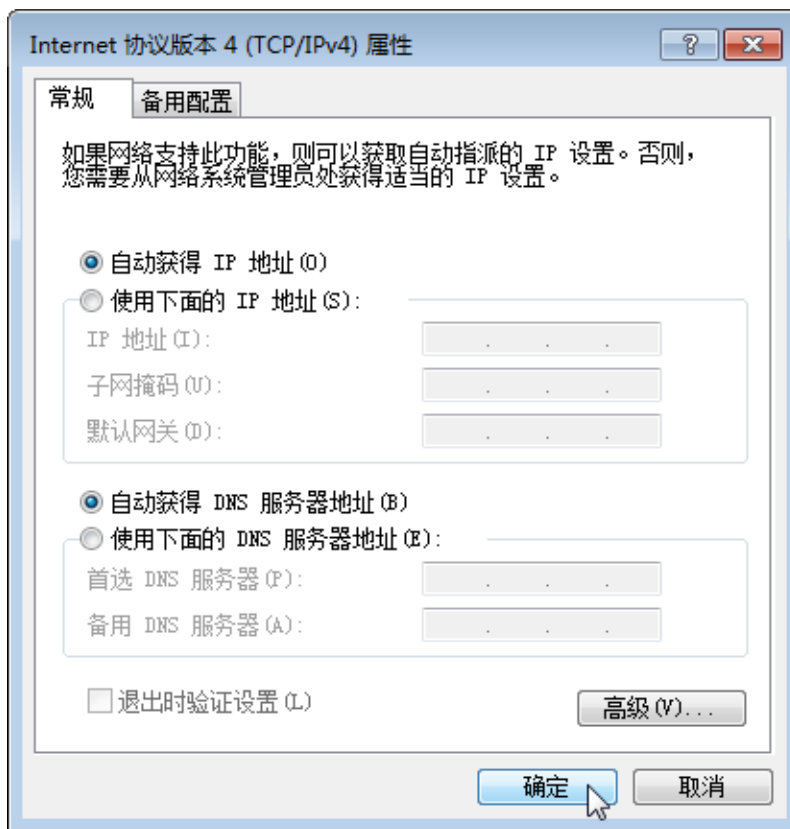 Internet 协议版本 4 (TCP/IPv4) 属性
常规
备用配置
如果网络支持此功能，则可以获取自动指派的 IP 设置。否则，
您需要从网络系统管理员处获得适当的 IP 设置。
自动获得 IP 地址(O)
使用下面的 IP 地址(S):
IP 地址(I):
子网掩码(U):
默认网关(D):
自动获得 DNS 服务器地址(B)
使用下面的 DNS 服务器地址(E):
首选 DNS 服务器(P):
备用 DNS 服务器(A):
退出时验证设置(L)
高级(V)...
确定
取消